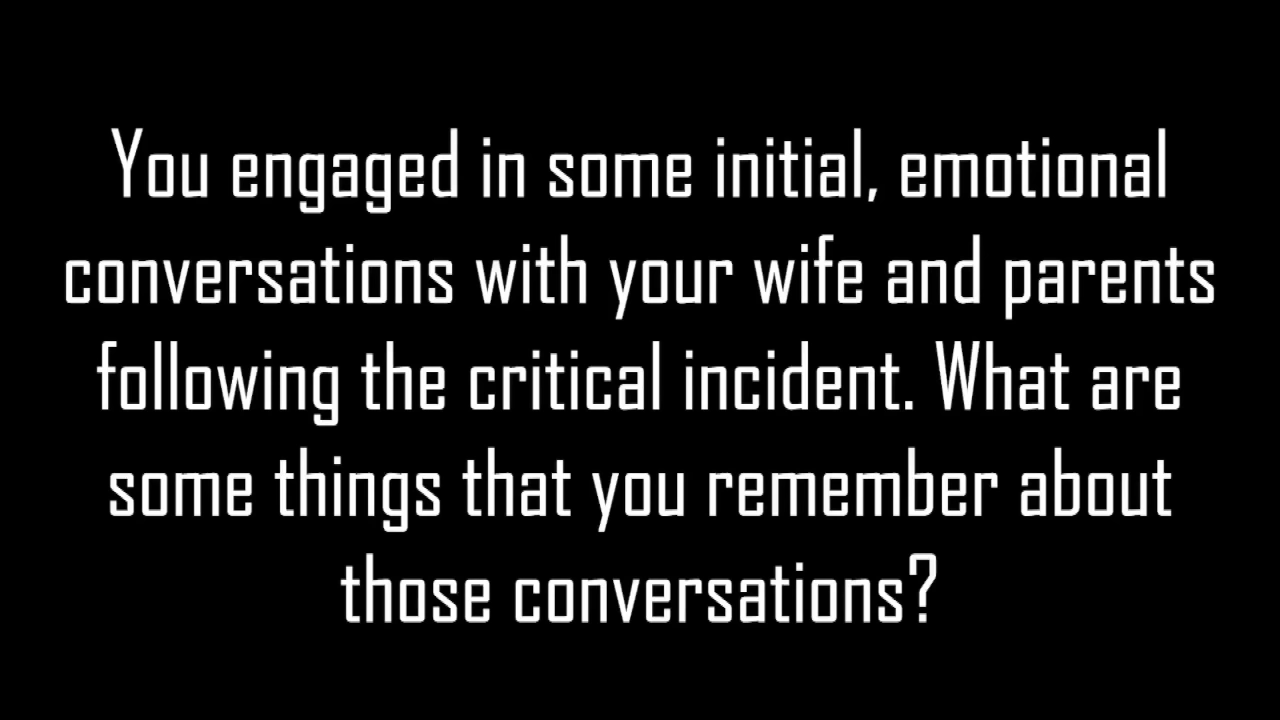 You engaged in some initial, emotional
conversations with your wife and parents
following the critical incident. What are
some things that you remember about
those conversations?